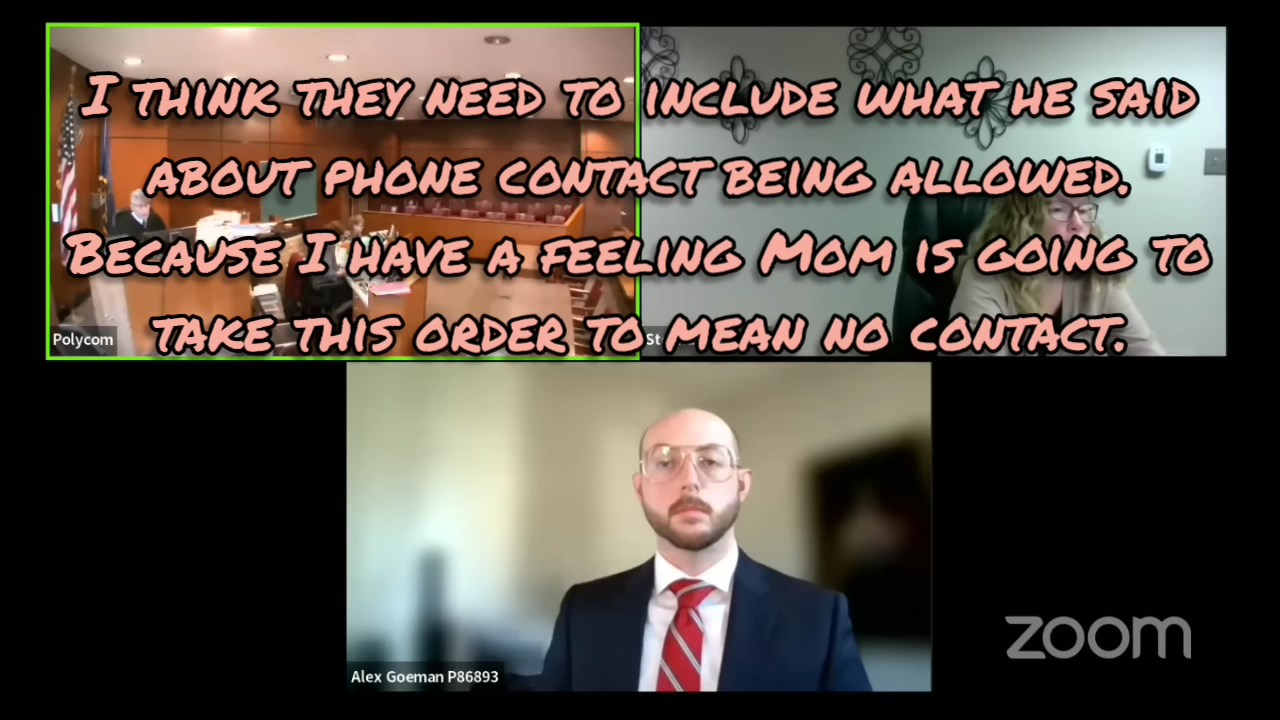 I THINK THEY NEED TO INCLUDE WHAT HE SAID
ABOUT PHONE CONTACT BEING ALLOWED.
BECAUSE I HAVE A FEELING MOM IS GOING TO
TAKE THIS ORDER TO MEAN NO CONTACT.
Polycom
St
Alex Goeman P86893
zoom